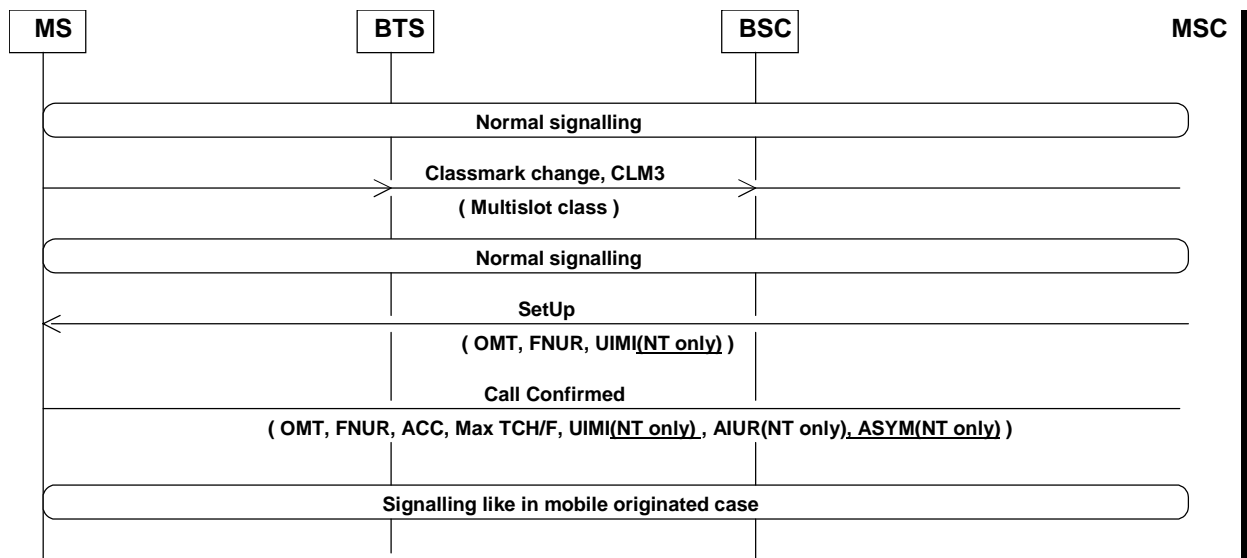 MS BTS BSC MSC
Normal signalling
Classmark change, CLM3
( Multislot class )
Normal signalling
SetUp
( OMT, FNUR, UIMI(NT only) )
Call Confirmed
( OMT, FNUR, ACC, Max TCH/F, UIMI(NT only) , AIUR(NT only), ASYM(NT only) )
Signalling like in mobile originated case